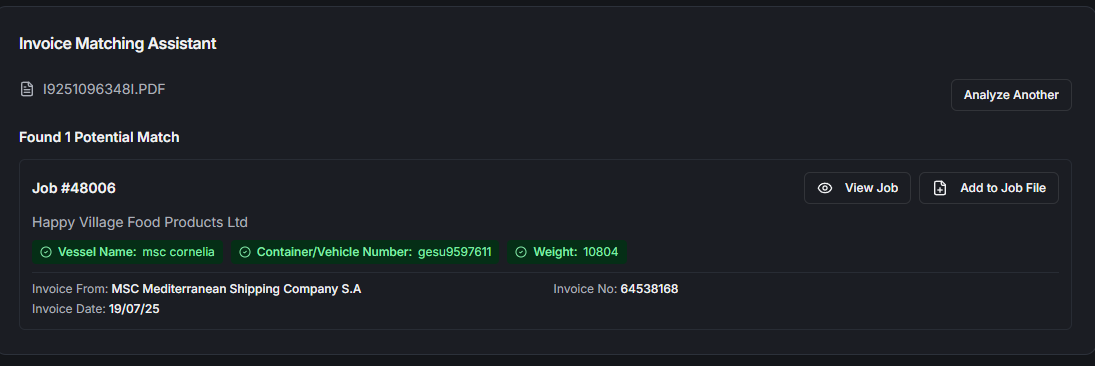 Invoice Matching Assistant
I9251096348I.PDF
Analyze Another
Found 1 Potential Match
Job #48006
View Job
Add to Job File
Happy Village Food Products Ltd
Vessel Name: msc cornelia
Container/Vehicle Number: gesu9597611
Weight: 10804
Invoice From: MSC Mediterranean Shipping Company S.A
Invoice No: 64538168
Invoice Date: 19/07/25